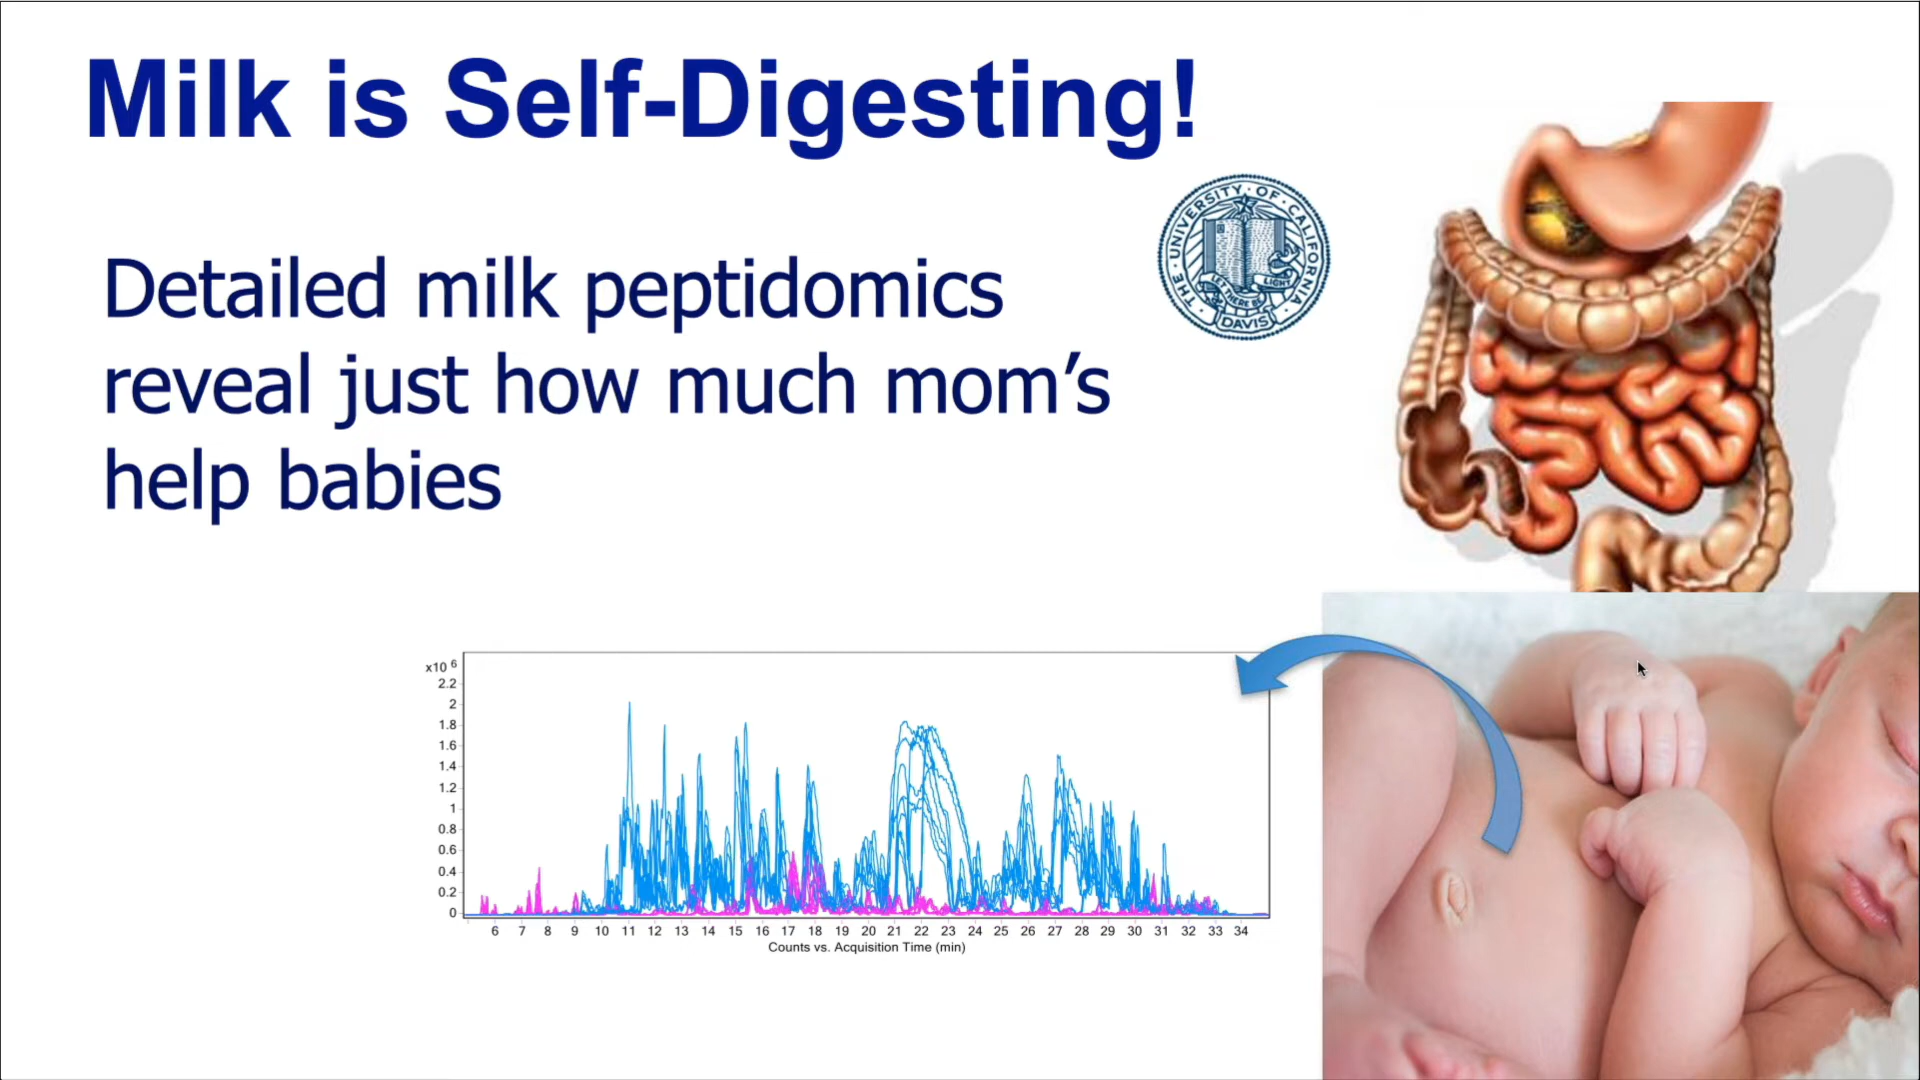 Milk is Self-Digesting!
THE · UNIVERSITY · OF · CALIFORNIA ·
LET THERE BE LIGHT
DAVIS
Detailed milk peptidomics
reveal just how much mom’s
help babies
x10 6
2.2
2
1.8
1.6
1.4
1.2
1
0.8
0.6
0.4
0.2
0
6 7 8 9 10 11 12 13 14 15 16 17 18 19 20 21 22 23 24 25 26 27 28 29 30 31 32 33 34
Counts vs. Acquisition Time (min)